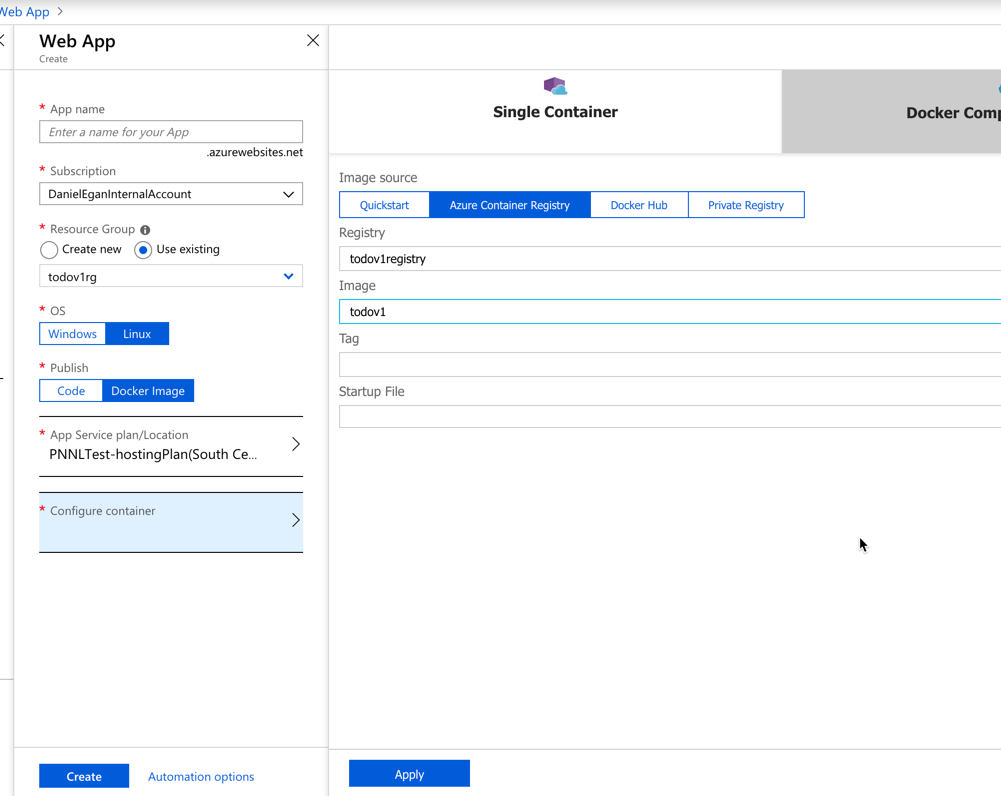 Web App >
Web App
Create
* App name
Enter a name for your App
.azurewebsites.net
* Subscription
DanielEganInternalAccount
* Resource Group
Create new Use existing
todov1rg
* OS
Windows Linux
* Publish
Code Docker Image
* App Service plan/Location
PNNLTest-hostingPlan(South Ce...
* Configure container
Create Automation options
Single Container
Docker Comp
Image source
Quickstart Azure Container Registry Docker Hub Private Registry
Registry
todov1registry
Image
todov1
Tag
Startup File
Apply